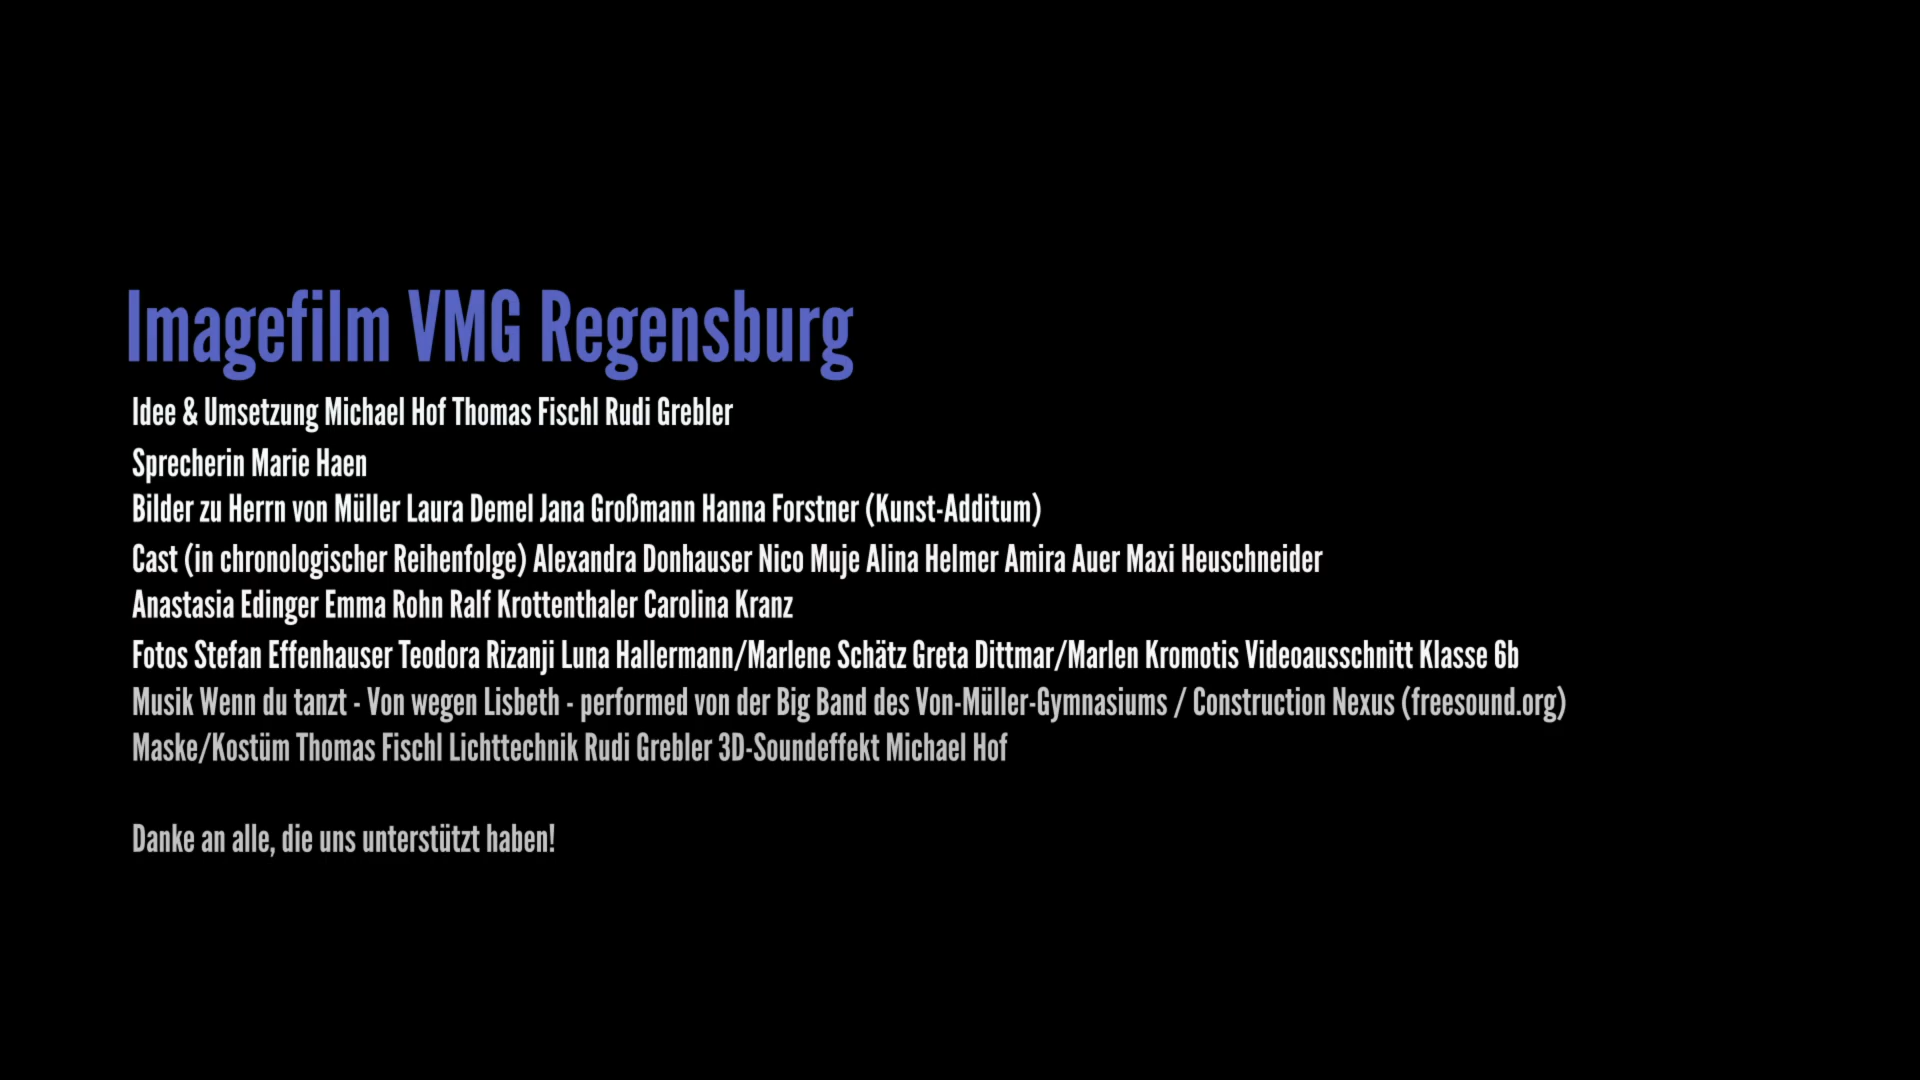 Imagefilm VMG Regensburg
Idee & Umsetzung Michael Hof Thomas Fischl Rudi Grebler
Sprecherin Marie Haen
Bilder zu Herrn von Müller Laura Demel Jana Großmann Hanna Forstner (Kunst-Additum)
Cast (in chronologischer Reihenfolge) Alexandra Donhauser Nico Muje Alina Helmer Amira Auer Maxi Heuschneider
Anastasia Edinger Emma Rohn Ralf Krottenthaler Carolina Kranz
Fotos Stefan Effenhauser Teodora Rizanji Luna Hallermann/Marlene Schätz Greta Dittmar/Marlen Kromotis Videoausschnitt Klasse 6b
Musik Wenn du tanzt - Von wegen Lisbeth - performed von der Big Band des Von-Müller-Gymnasiums / Construction Nexus (freesound.org)
Maske/Kostüm Thomas Fischl Lichttechnik Rudi Grebler 3D-Soundeffekt Michael Hof
Danke an alle, die uns unterstützt haben!